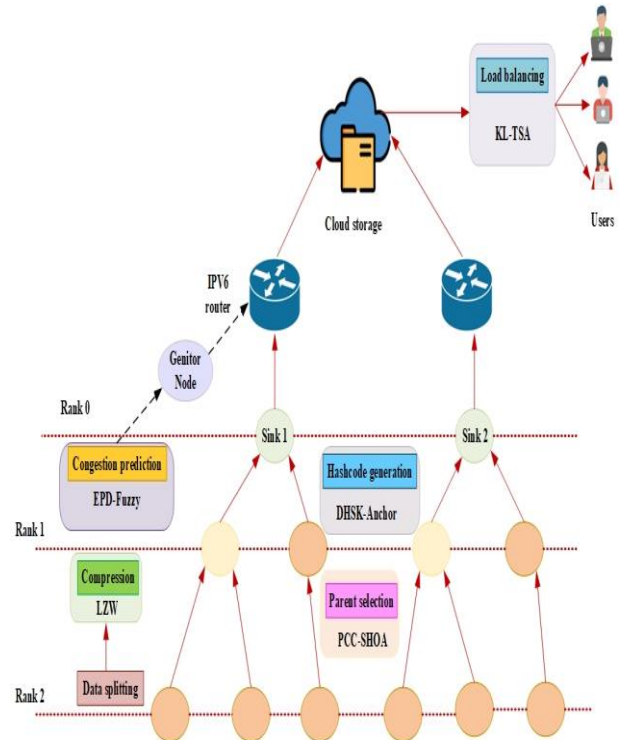 Load balancing
KL-TSA
Cloud storage
Users
IPV6
router
Genitor
Node
Rank 0
Sink 1
Sink 2
Congestion prediction
EPD-Fuzzy
Hashcode generation
DHSK-Anchor
Rank 1
Compression
LZW
Parent selection
PCC-SHOA
Data splitting
Rank 2